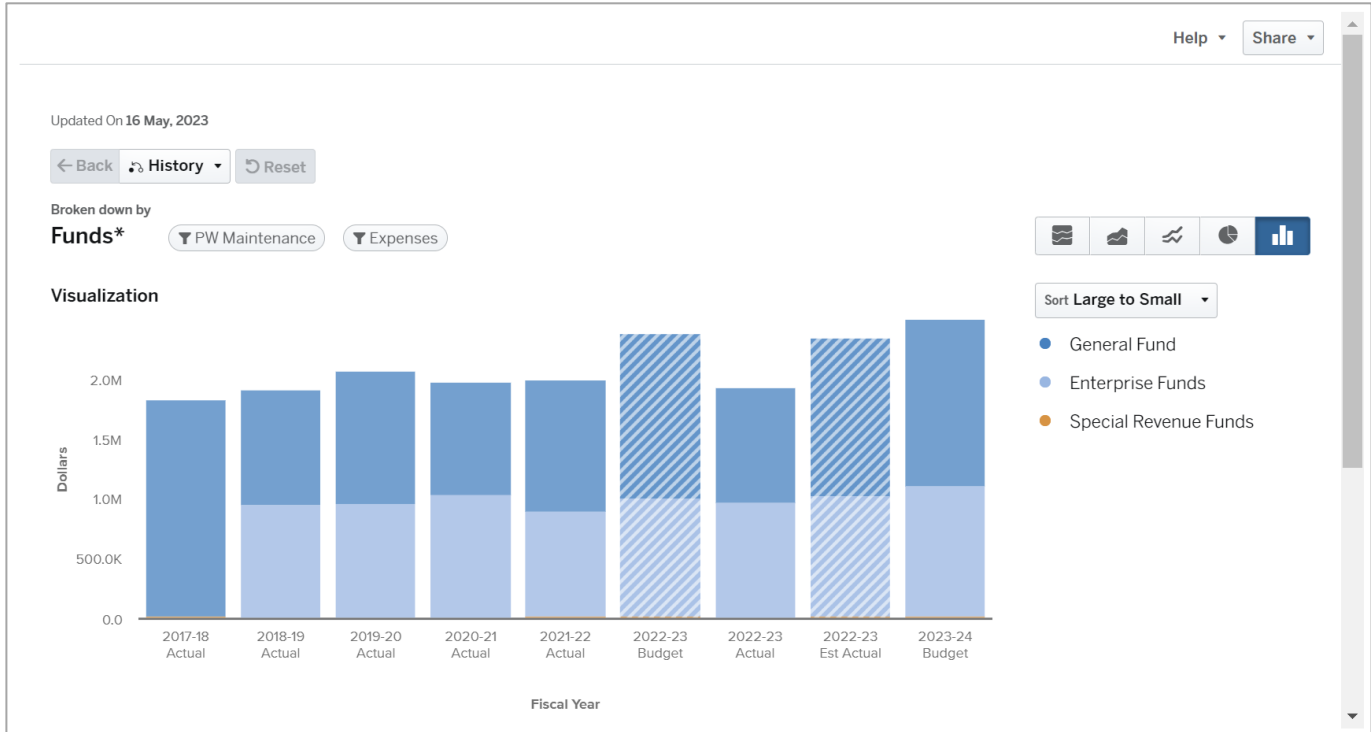 Help
Share
Updated On 16 May, 2023
Back
History
Reset
Broken down by
Funds*
PW Maintenance
Expenses
Visualization
Sort Large to Small
General Fund
Enterprise Funds
Special Revenue Funds
Dollars
2.0M
1.5M
1.0M
500.0K
0.0
2017-18
Actual
2018-19
Actual
2019-20
Actual
2020-21
Actual
2021-22
Actual
2022-23
Budget
2022-23
Actual
2022-23
Est Actual
2023-24
Budget
Fiscal Year